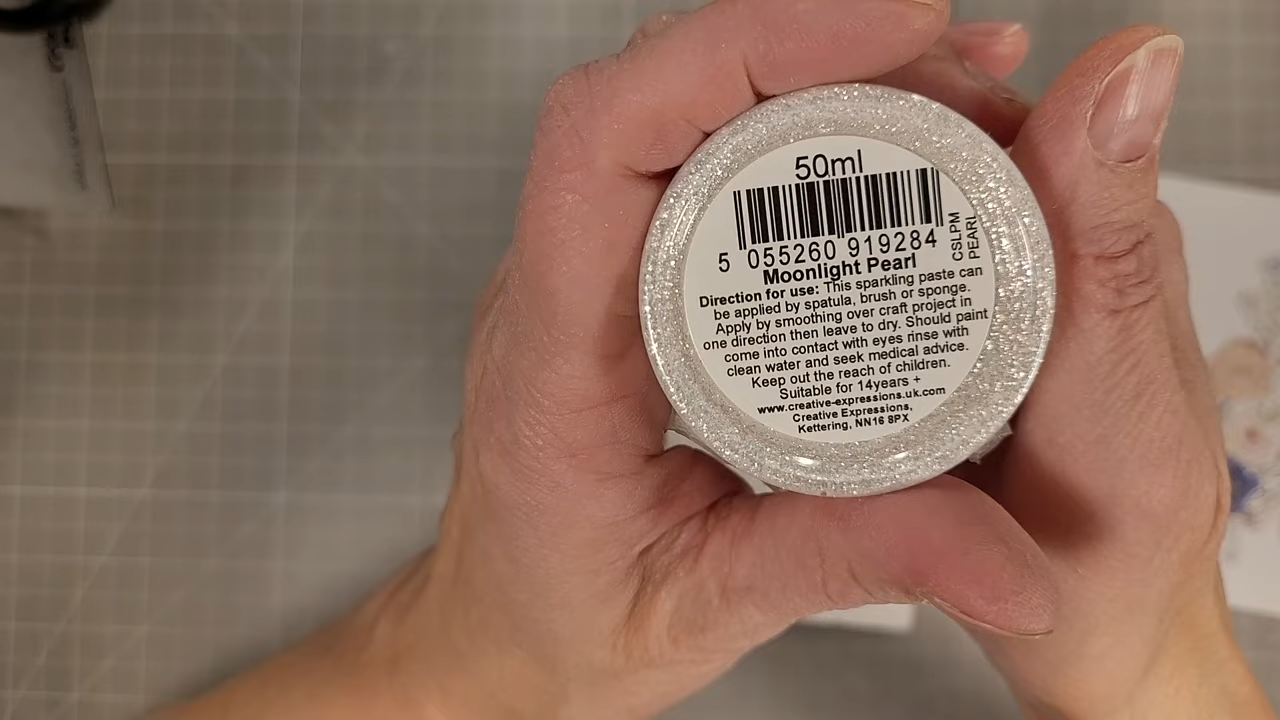 50ml
5 055260 919284
CSLPM
PEARL
Moonlight Pearl
Direction for use: This sparkling paste can
be applied by spatula, brush or sponge.
Apply by smoothing over craft project in
one direction then leave to dry. Should paint
come into contact with eyes rinse with
clean water and seek medical advice.
Keep out the reach of children.
Suitable for 14years +
www.creative-expressions.uk.com
Creative Expressions,
Kettering, NN16 8PX